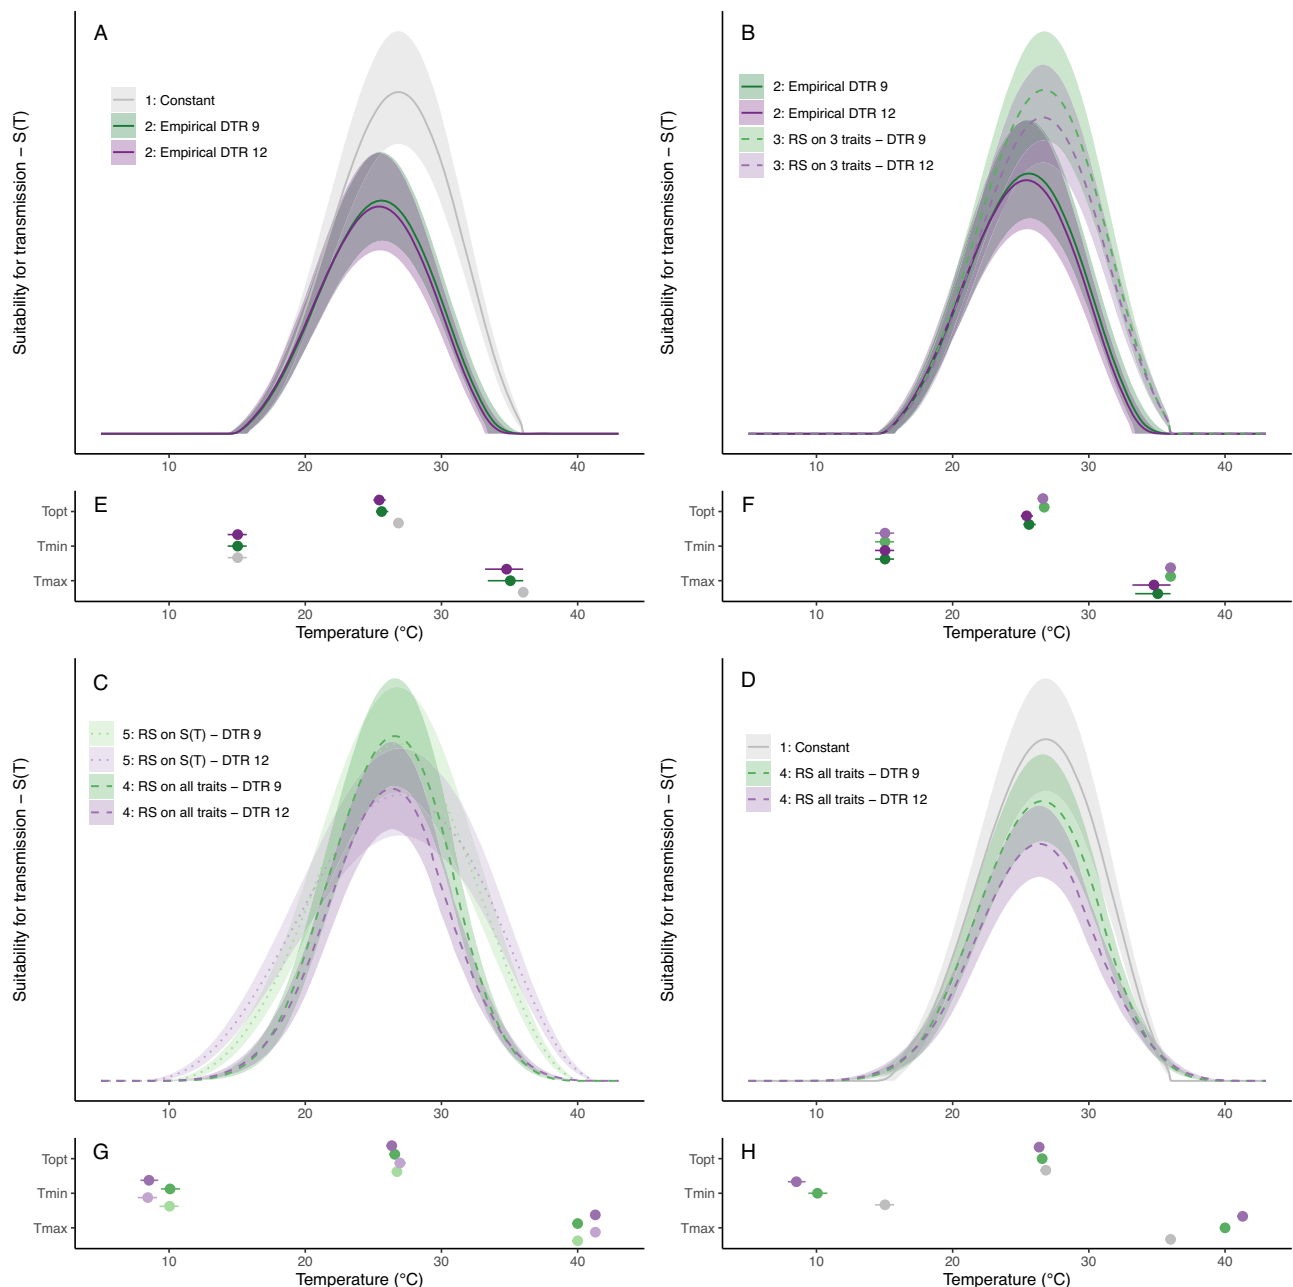 A
Suitability for transmission − S(T)
1: Constant
2: Empirical DTR 9
2: Empirical DTR 12
10 20 30 40
B
Suitability for transmission − S(T)
2: Empirical DTR 9
2: Empirical DTR 12
3: RS on 3 traits − DTR 9
3: RS on 3 traits − DTR 12
10 20 30 40
E
Topt
Tmin
Tmax
10 20 30 40
Temperature (°C)
F
Topt
Tmin
Tmax
10 20 30 40
Temperature (°C)
C
Suitability for transmission − S(T)
5: RS on S(T) − DTR 9
5: RS on S(T) − DTR 12
4: RS on all traits − DTR 9
4: RS on all traits − DTR 12
10 20 30 40
D
Suitability for transmission − S(T)
1: Constant
4: RS all traits − DTR 9
4: RS all traits − DTR 12
10 20 30 40
G
Topt
Tmin
Tmax
10 20 30 40
Temperature (°C)
H
Topt
Tmin
Tmax
10 20 30 40
Temperature (°C)